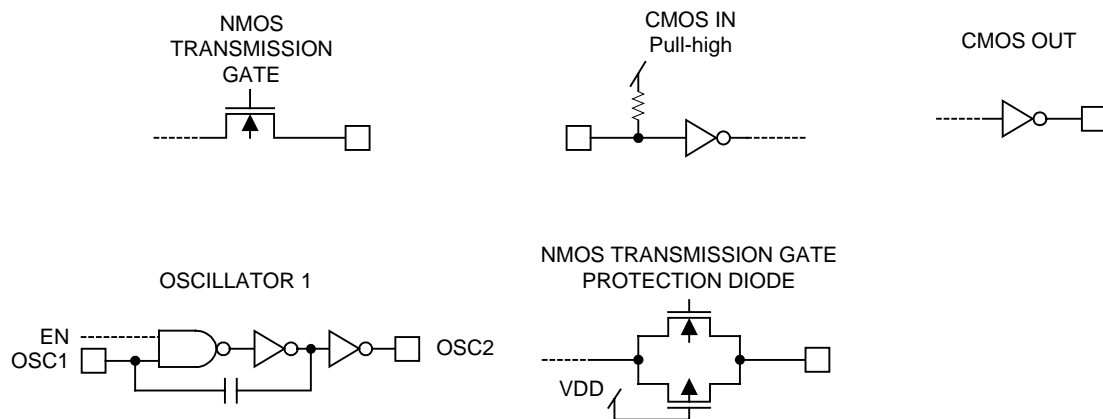 NMOS
TRANSMISSION
GATE
CMOS IN
Pull-high
CMOS OUT
OSCILLATOR 1
EN
OSC1
OSC2
NMOS TRANSMISSION GATE
PROTECTION DIODE
VDD